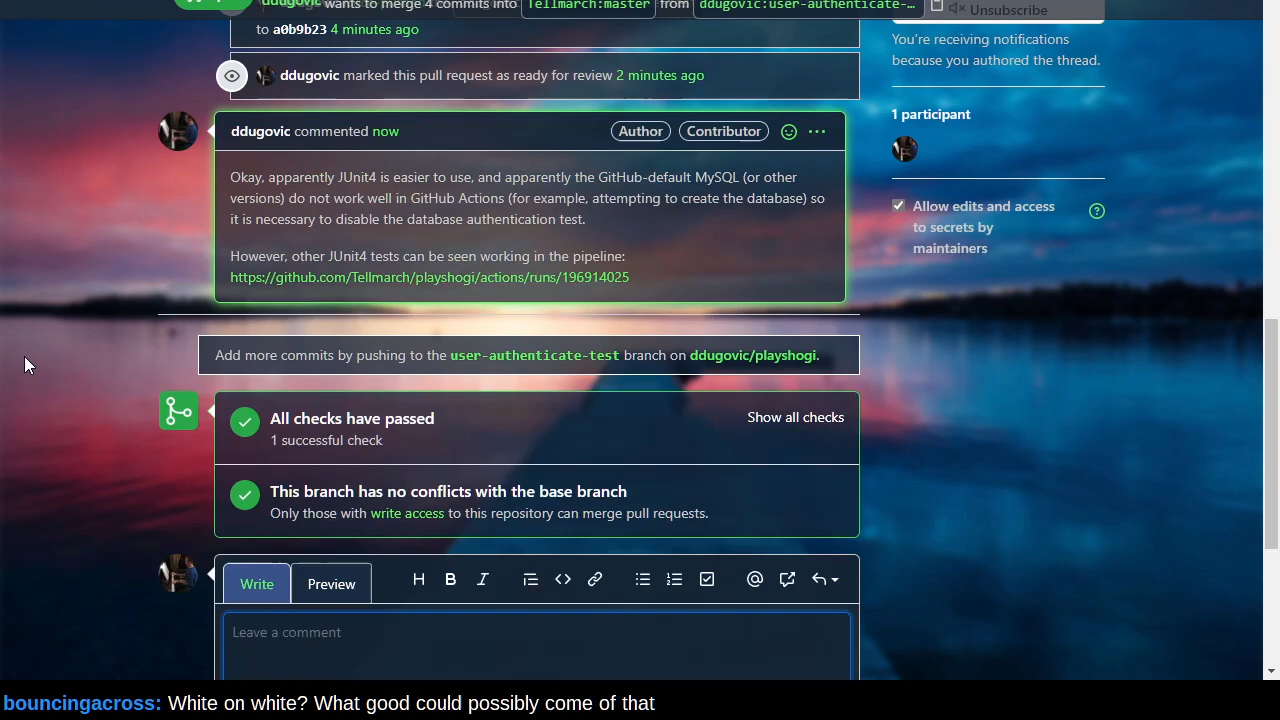 ddugovic wants to merge 4 commits into Tellmarch:master from ddugovic:user-authenticate-…
Unsubscribe
to a0b9b23 4 minutes ago
You're receiving notifications
because you authored the thread.
ddugovic marked this pull request as ready for review 2 minutes ago
1 participant
ddugovic commented now
Author
Contributor
Okay, apparently JUnit4 is easier to use, and apparently the GitHub-default MySQL (or other
versions) do not work well in GitHub Actions (for example, attempting to create the database) so
it is necessary to disable the database authentication test.
However, other JUnit4 tests can be seen working in the pipeline:
https://github.com/Tellmarch/playshogi/actions/runs/196914025
Allow edits and access
to secrets by
maintainers
Add more commits by pushing to the user-authenticate-test branch on ddugovic/playshogi.
All checks have passed
Show all checks
1 successful check
This branch has no conflicts with the base branch
Only those with write access to this repository can merge pull requests.
Write
Preview
Leave a comment
bouncingacross: White on white? What good could possibly come of that